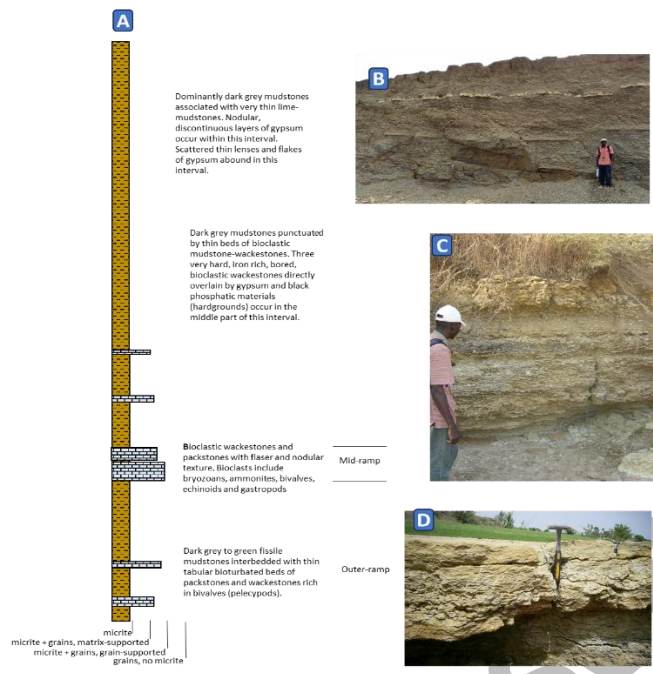 A
Dominantly dark grey mudstones
associated with very thin lime-
mudstones. Nodular,
discontinuous layers of gypsum
occur within this interval.
Scattered thin lenses and flakes
of gypsum abound in this
interval.
B
Dark grey mudstones punctuated
by thin beds of bioclastic
mudstone-wackestones. Three
very hard, iron rich, bored,
bioclastic wackestones directly
overlain by gypsum and black
phosphatic materials
(hardgrounds) occur in the
middle part of this interval.
C
Bioclastic wackestones and
packstones with flaser and nodular
texture. Bioclasts include
bryozoans, ammonites, bivalves,
echinoids and gastropods
Mid-ramp
D
Dark grey to green fissile
mudstones interbedded with thin
tabular bioturbated beds of
packstones and wackestones rich
in bivalves (pelecypods).
Outer-ramp
micrite
micrite + grains, matrix-supported
micrite + grains, grain-supported
grains, no micrite